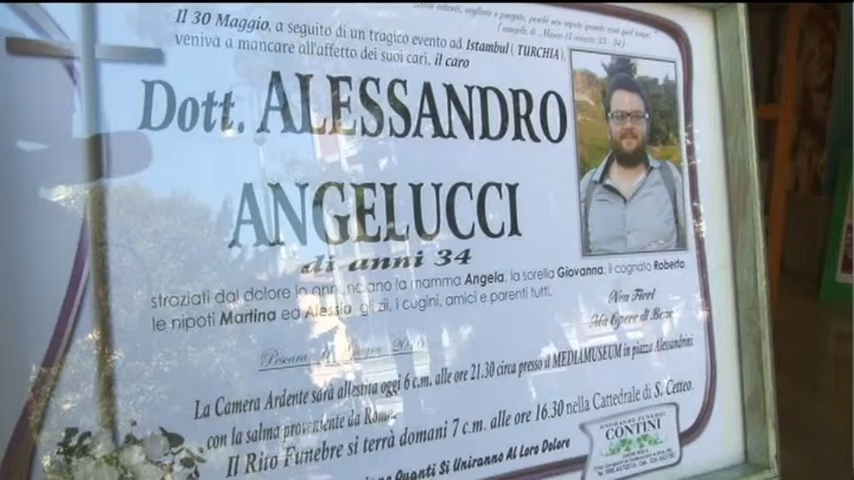 Il 30 Maggio, a seguito di un tragico evento ad Istambul ( TURCHIA),
veniva a mancare all'affetto dei suoi cari, il caro
Dott. ALESSANDRO
ANGELUCCI
di anni 34
straziati dal dolore lo annunciano la mamma Angela, la sorella Giovanna, il cognato Roberto,
le nipoti Martina ed Alessia, gli zii, i cugini, amici e parenti tutti.
Non Fiori
Ma Opere di Bene
Pescara
La Camera Ardente sarà allestita oggi 6 c.m. alle ore 21.30 circa presso il MEDIAMUSEUM in piazza Alessandrini
con la salma proveniente da Roma.
Il Rito Funebre si terrà domani 7 c.m. alle ore 16.30 nella Cattedrale di S. Cetteo.
Quanti Si Uniranno Al Loro Dolore
ONORANZE FUNEBRI
CONTINI